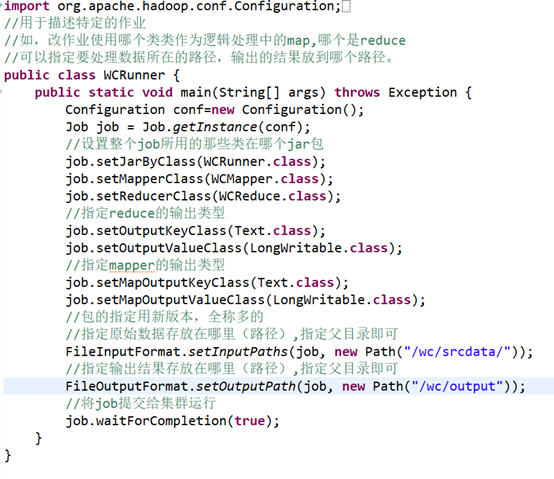 import org.apache.hadoop.conf.Configuration;
//用于描述特定的作业
//如，改作业使用哪个类类作为逻辑处理中的map,哪个是reduce
//可以指定要处理数据所在的路径，输出的结果放到哪个路径。
public class WCRunner {
    public static void main(String[] args) throws Exception {
        Configuration conf=new Configuration();
        Job job = Job.getInstance(conf);
        //设置整个job所用的那些类在哪个jar包
        job.setJarByClass(WCRunner.class);
        job.setMapperClass(WCMapper.class);
        job.setReducerClass(WCReduce.class);
        //指定reduce的输出类型
        job.setOutputKeyClass(Text.class);
        job.setOutputValueClass(LongWritable.class);
        //指定mapper的输出类型
        job.setMapOutputKeyClass(Text.class);
        job.setMapOutputValueClass(LongWritable.class);
        //包的指定用新版本，全称多的
        //指定原始数据存放在哪里（路径）,指定父目录即可
        FileInputFormat.setInputPaths(job, new Path("/wc/srcdata/"));
        //指定输出结果存放在哪里（路径）,指定父目录即可
        FileOutputFormat.setOutputPath(job, new Path("/wc/output"));
        //将job提交给集群运行
        job.waitForCompletion(true);
    }
}